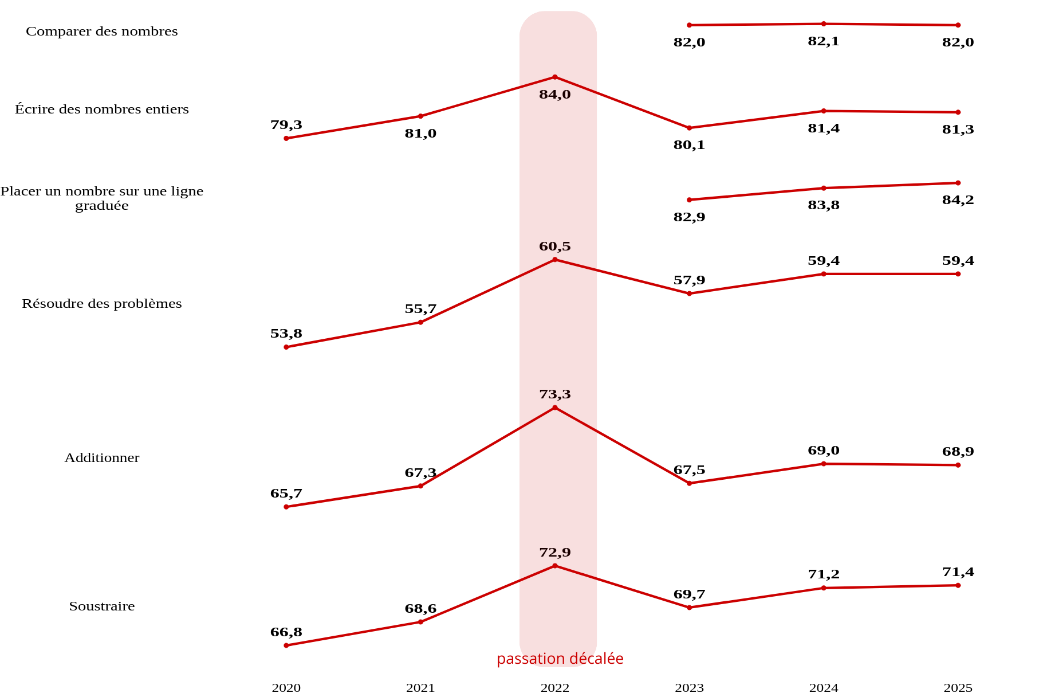 Comparer des nombres
82,0 82,1 82,0
Écrire des nombres entiers
79,3 81,0 84,0 80,1 81,4 81,3
Placer un nombre sur une ligne
graduée
82,9 83,8 84,2
Résoudre des problèmes
53,8 55,7 60,5 57,9 59,4 59,4
Additionner
65,7 67,3 73,3 67,5 69,0 68,9
Soustraire
66,8 68,6 72,9 69,7 71,2 71,4
passation décalée
2020 2021 2022 2023 2024 2025